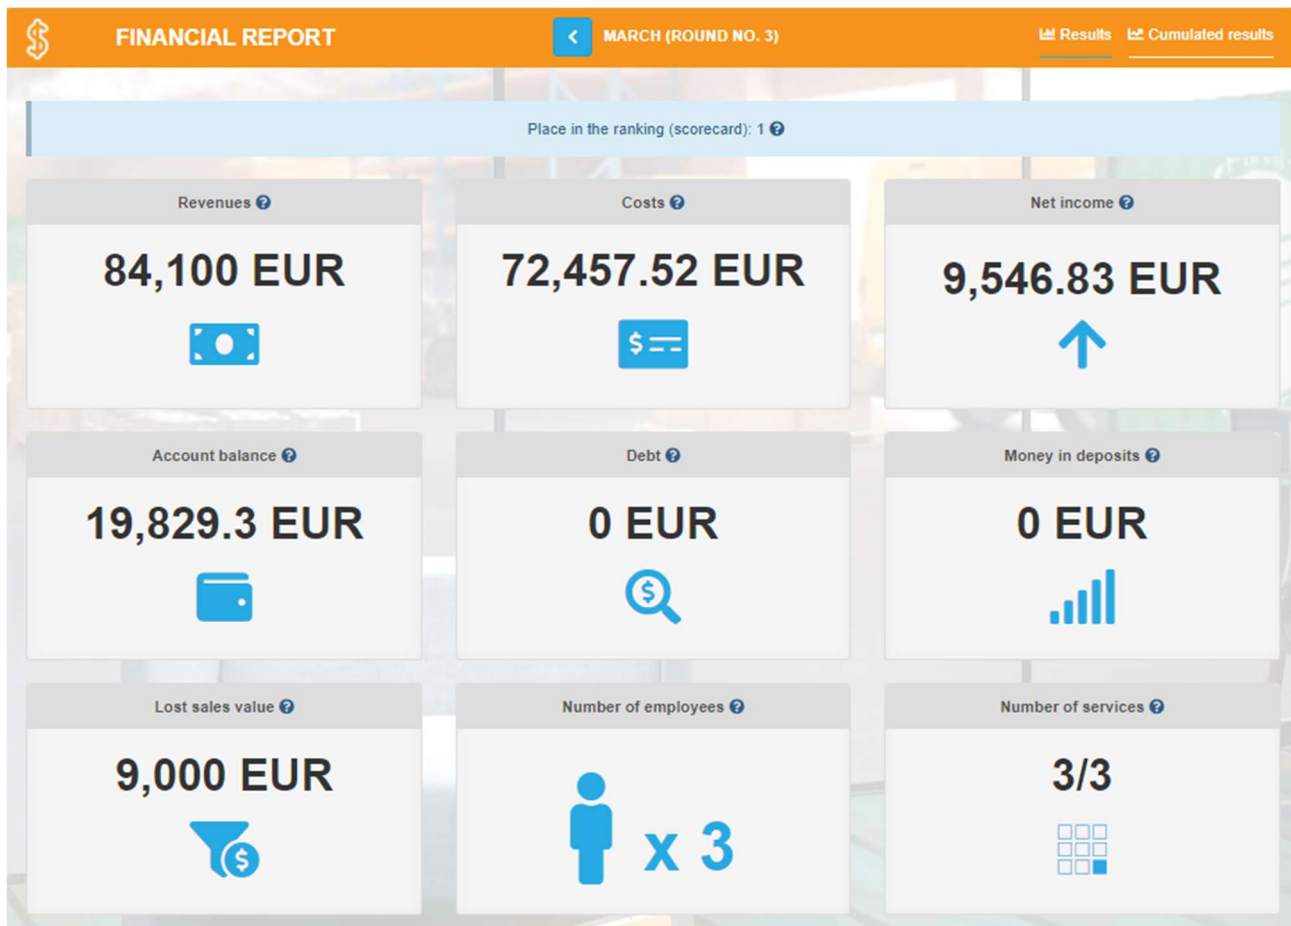 FINANCIAL REPORT
MARCH (ROUND NO. 3)
Results
Cumulated results
Place in the ranking (scorecard): 1
Revenues
Costs
Net income
84,100 EUR
72,457.52 EUR
9,546.83 EUR
Account balance
Debt
Money in deposits
19,829.3 EUR
0 EUR
0 EUR
Lost sales value
Number of employees
Number of services
9,000 EUR
x 3
3/3